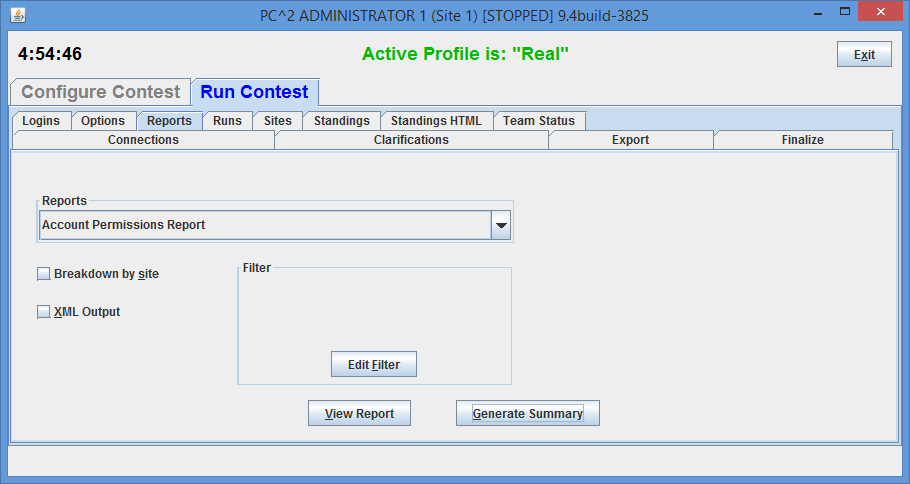 PC^2 ADMINISTRATOR 1 (Site 1) [STOPPED] 9.4build-3825
4:54:46
Active Profile is: "Real"
Exit
Configure Contest
Run Contest
Logins
Options
Reports
Runs
Sites
Standings
Standings HTML
Team Status
Connections
Clarifications
Export
Finalize
Reports
Account Permissions Report
Breakdown by site
Filter
XML Output
Edit Filter
View Report
Generate Summary